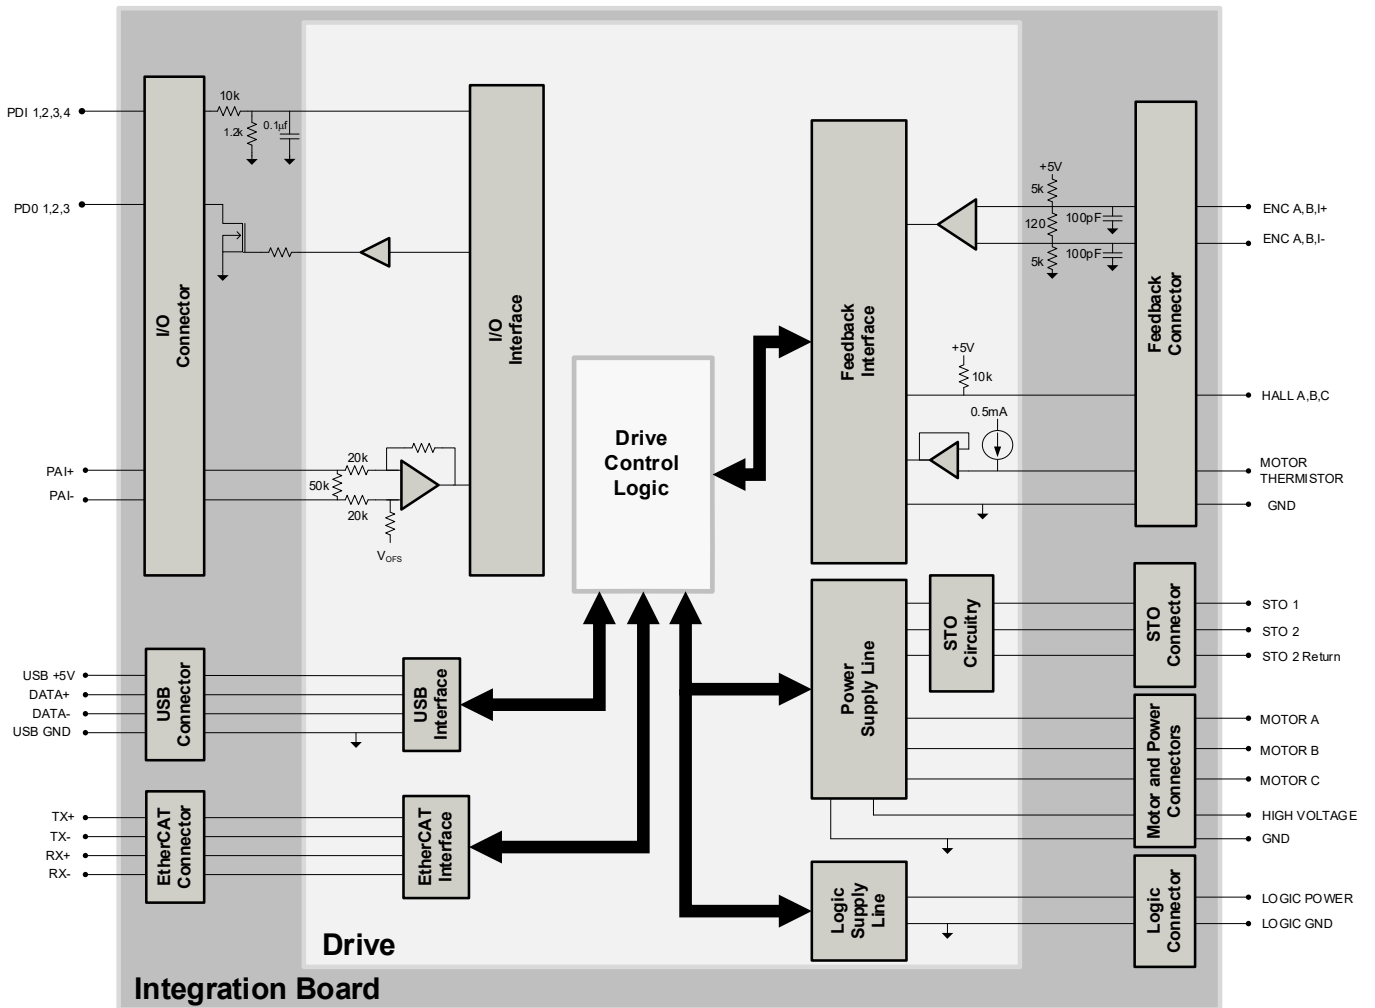 PDI 1,2,3,4
10k
1.2k
0.1µf
PD0 1,2,3
I/O
Connector
I/O
Interface
PAI+
PAI-
20k
50k
20k
VOFS
Drive
Control
Logic
Feedback
Interface
+5V
5k
120
5k
100pF
100pF
+5V
10k
0.5mA
Feedback
Connector
ENC A,B,I+
ENC A,B,I-
HALL A,B,C
MOTOR
THERMISTOR
GND
USB +5V
DATA+
DATA-
USB GND
USB
Connector
USB
Interface
TX+
TX-
RX+
RX-
EtherCAT
Connector
EtherCAT
Interface
Power
Supply Line
STO
Circuitry
STO
Connector
STO 1
STO 2
STO 2 Return
Motor and Power
Connectors
MOTOR A
MOTOR B
MOTOR C
HIGH VOLTAGE
GND
Logic
Supply
Line
Logic
Connector
LOGIC POWER
LOGIC GND
Drive
Integration Board